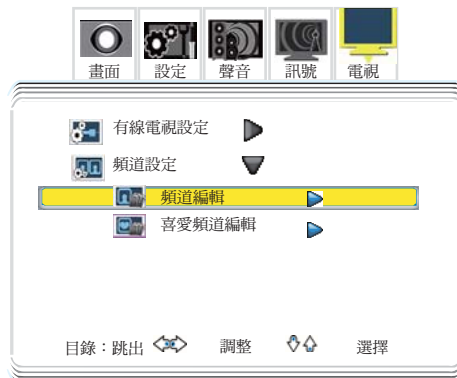 畫面 設定 聲音 訊號 電視
有線電視設定
頻道設定
頻道編輯
喜愛頻道編輯
目錄：跳出 調整 選擇